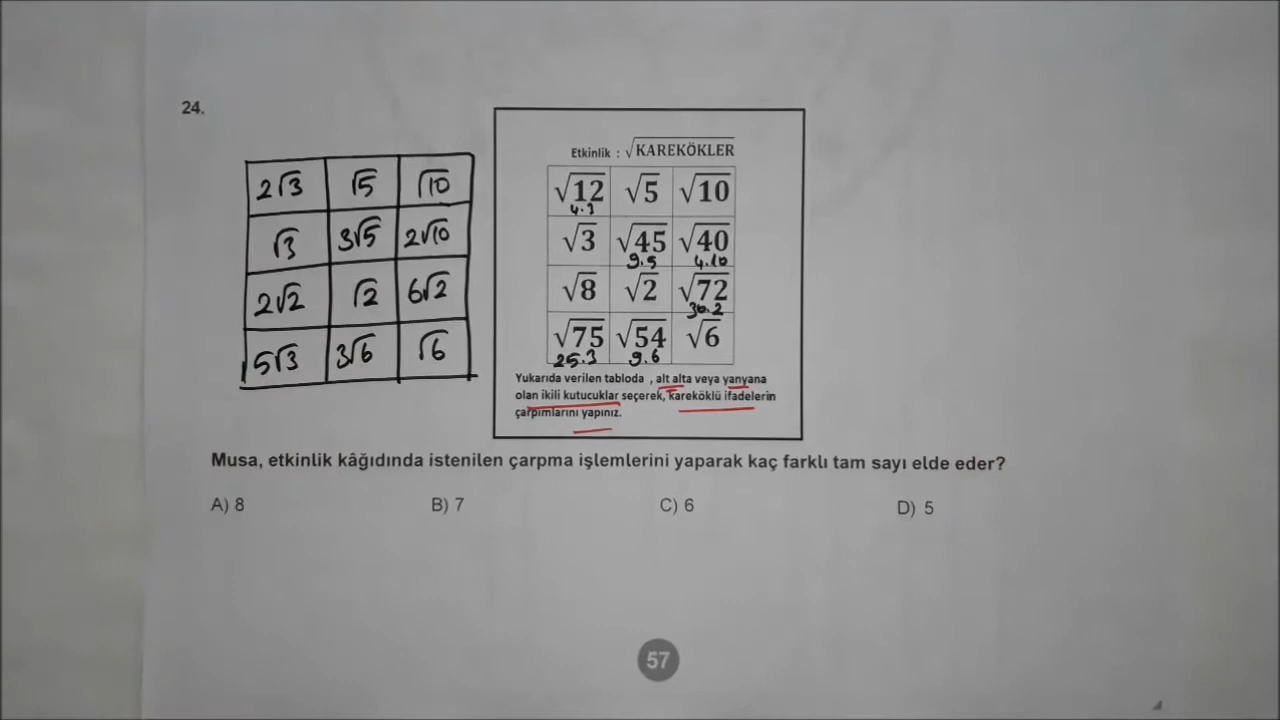 24.
2√3 √5 √10
√3 3√5 2√10
2√2 √2 6√2
5√3 3√6 √6
Etkinlik : √KAREKÖKLER
√12 √5 √10
4.3
√3 √45 √40
9.5 4.10
√8 √2 √72
36.2
√75 √54 √6
25.3 9.6
Yukarıda verilen tabloda , alt alta veya yanyana
olan ikili kutucuklar seçerek, kareköklü ifadelerin
çarpımlarını yapınız.
Musa, etkinlik kâğıdında istenilen çarpma işlemlerini yaparak kaç farklı tam sayı elde eder?
A) 8 B) 7 C) 6 D) 5
57